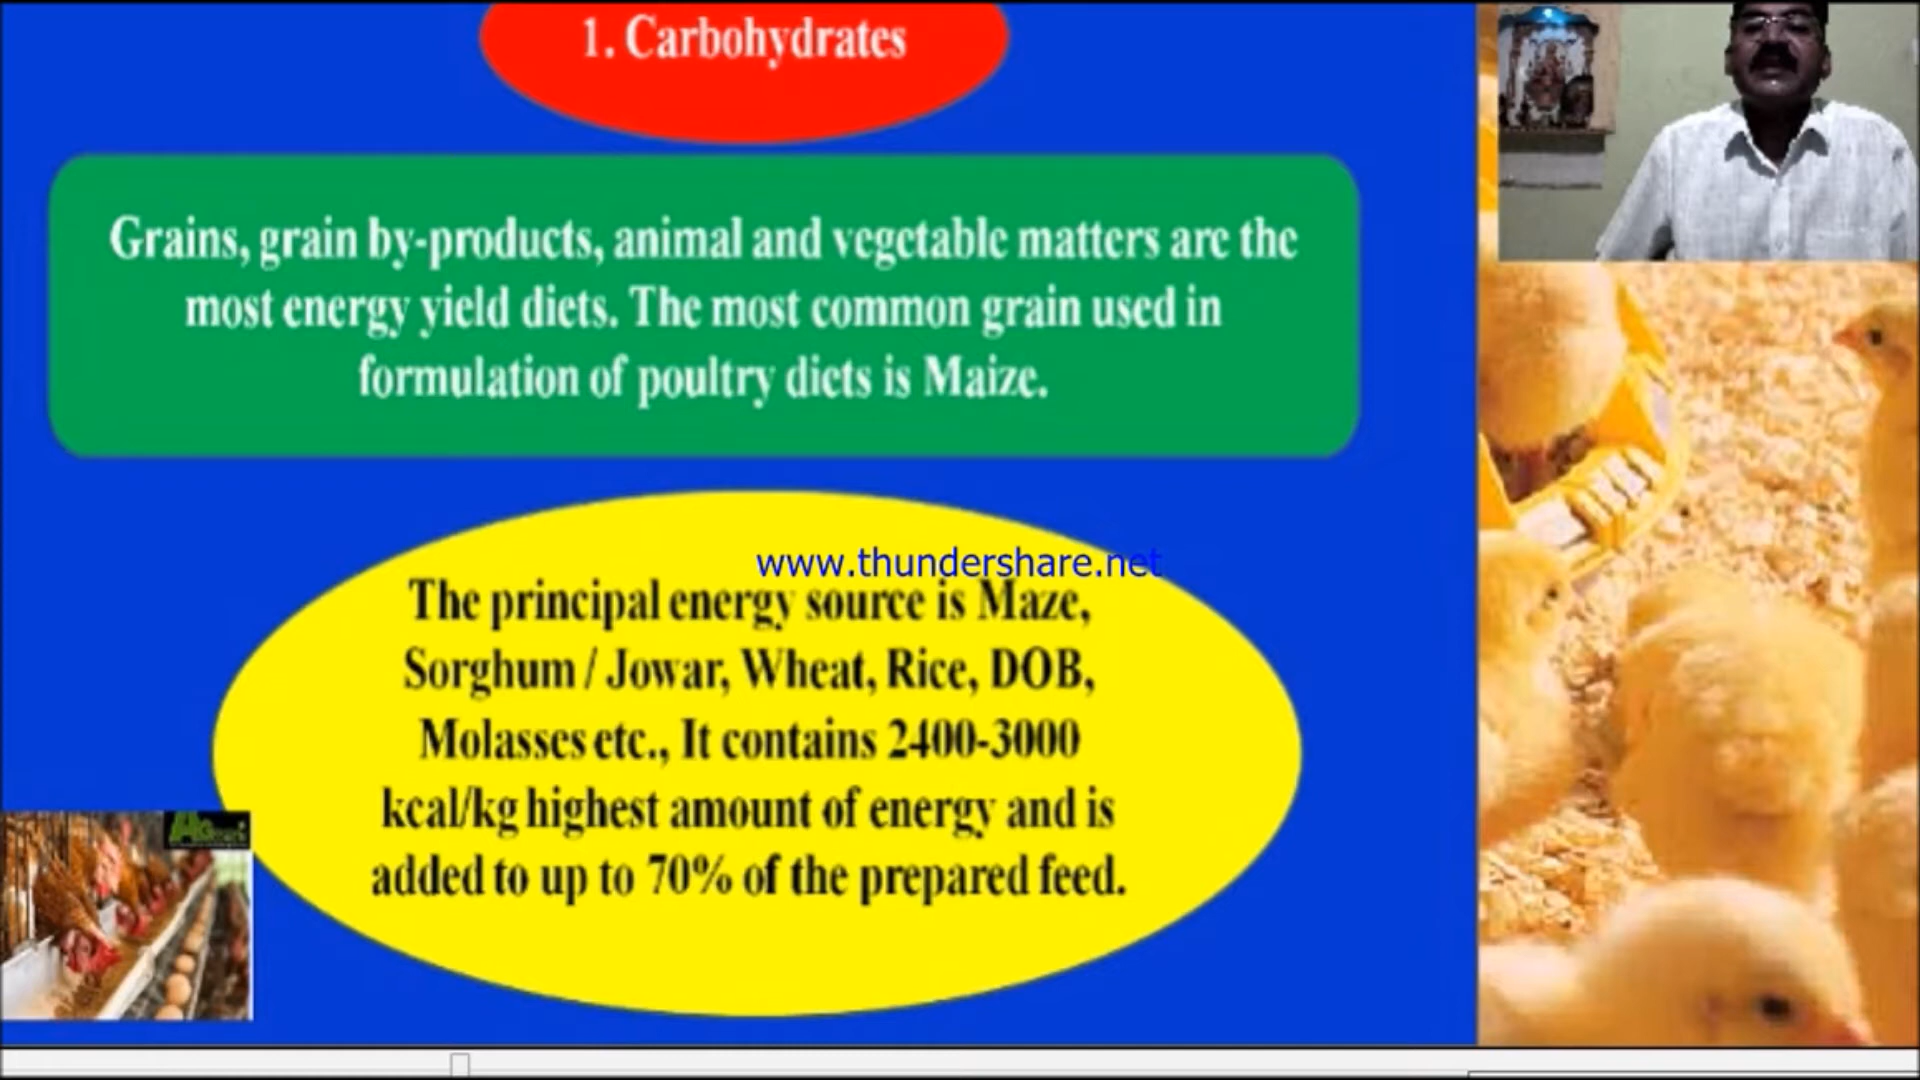 1. Carbohydrates
Grains, grain by-products, animal and vegetable matters are the
most energy yield diets. The most common grain used in
formulation of poultry diets is Maize.
www.thundershare.net
The principal energy source is Maze,
Sorghum / Jowar, Wheat, Rice, DOB,
Molasses etc., It contains 2400-3000
kcal/kg highest amount of energy and is
added to up to 70% of the prepared feed.